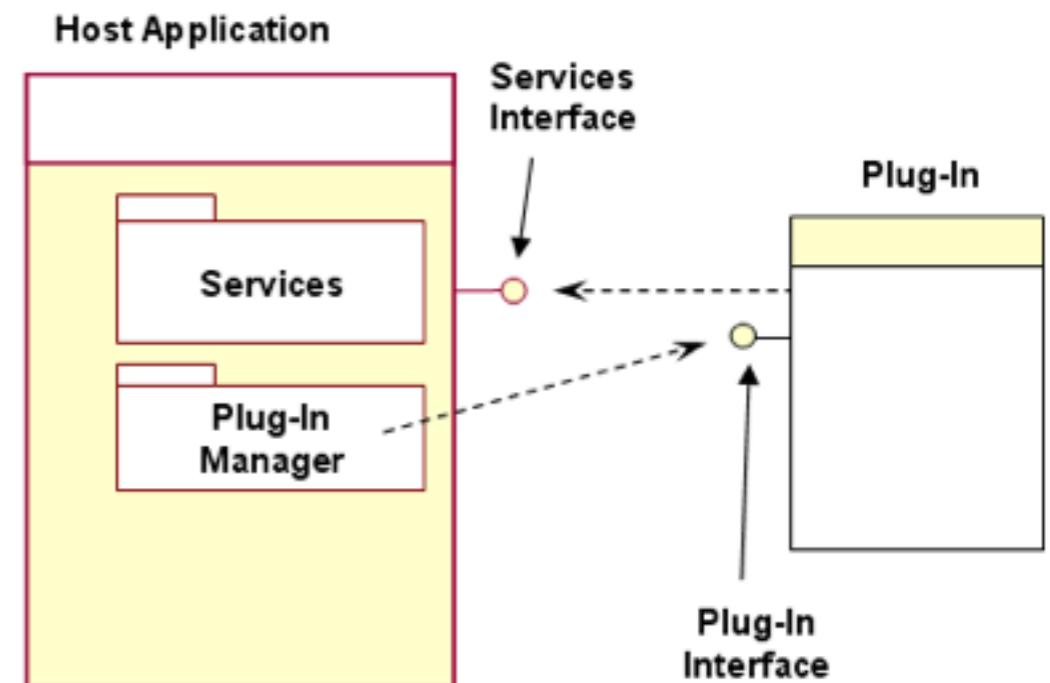 Host Application
Services
Interface
Plug-In
Services
Plug-In
Manager
Plug-In
Interface